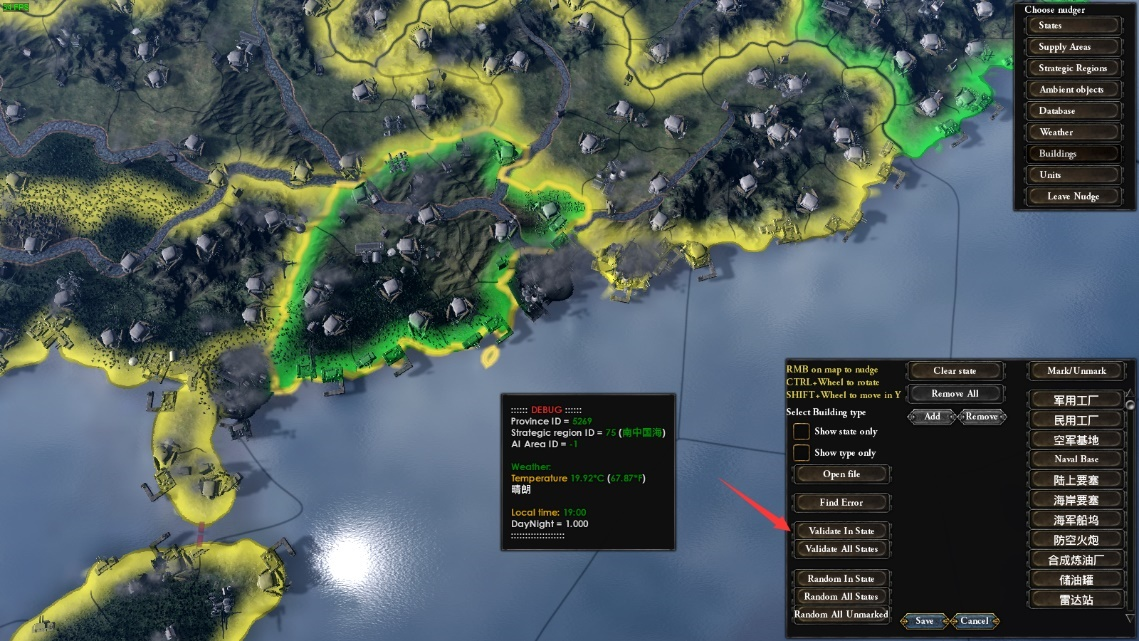 54 FPS
Choose nudger
States
Supply Areas
Strategic Regions
Ambient objects
Database
Weather
Buildings
Units
Leave Nudge
:::::: DEBUG ::::::
Province ID = 5269
Strategic region ID = 75 (南中国海)
AI Area ID = -1
Weather:
Temperature 19.92°C (67.87°F)
晴朗
Local time: 19:00
DayNight = 1.000
::::::::::::::::::
RMB on map to nudge
CTRL+Wheel to rotate
SHIFT+Wheel to move in Y
Select Building type
Show state only
Show type only
Open file
Find Error
Validate In State
Validate All States
Random In State
Random All States
Random All Unmarked
Clear state
Remove All
Add
Remove
Save
Cancel
Mark/Unmark
军用工厂
民用工厂
空军基地
Naval Base
陆上要塞
海岸要塞
海军船坞
防空火炮
合成炼油厂
储油罐
雷达站